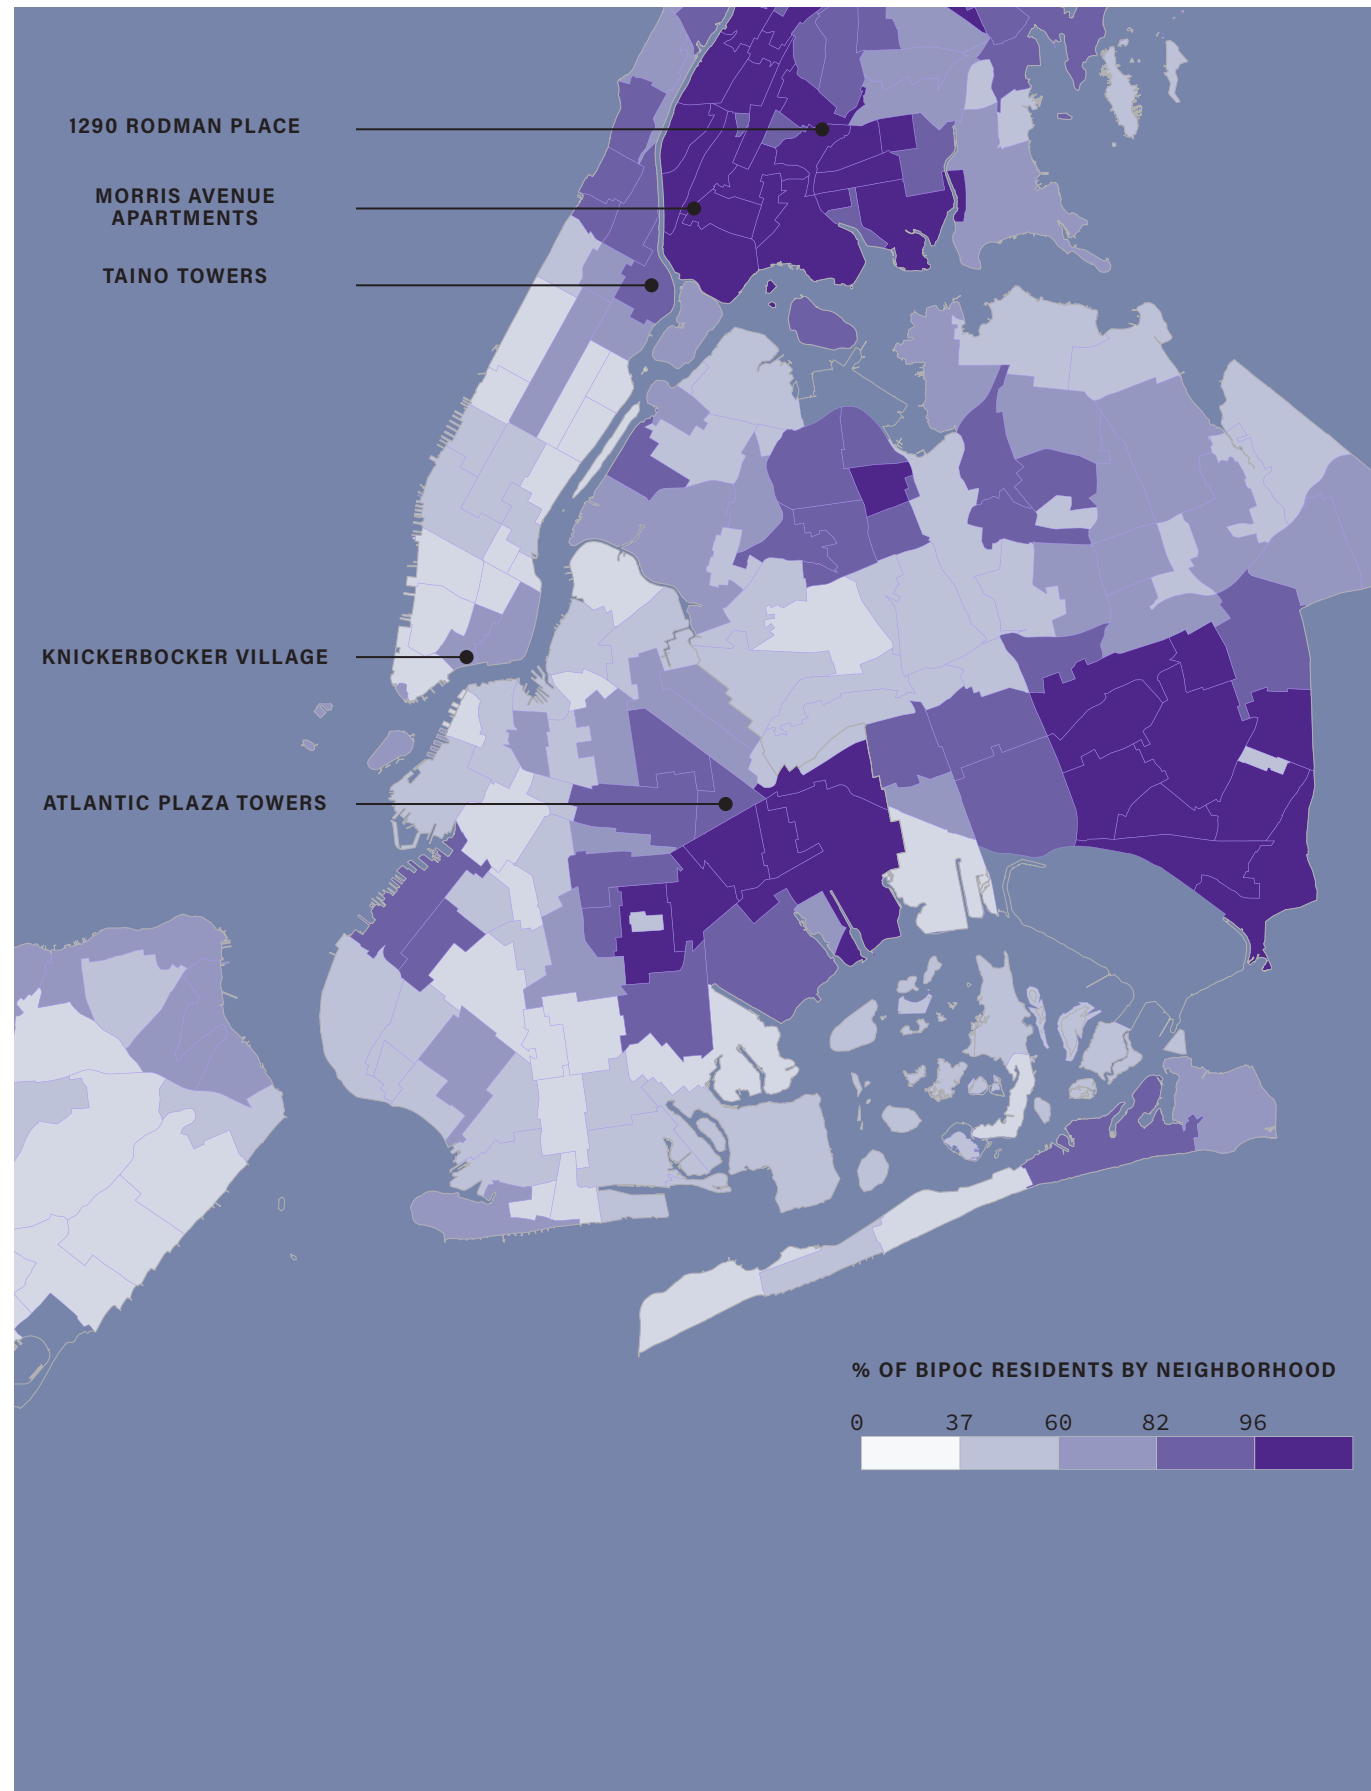 1290 RODMAN PLACE
MORRIS AVENUE
APARTMENTS
TAINO TOWERS
KNICKERBOCKER VILLAGE
ATLANTIC PLAZA TOWERS
% OF BIPOC RESIDENTS BY NEIGHBORHOOD
0 37 60 82 96